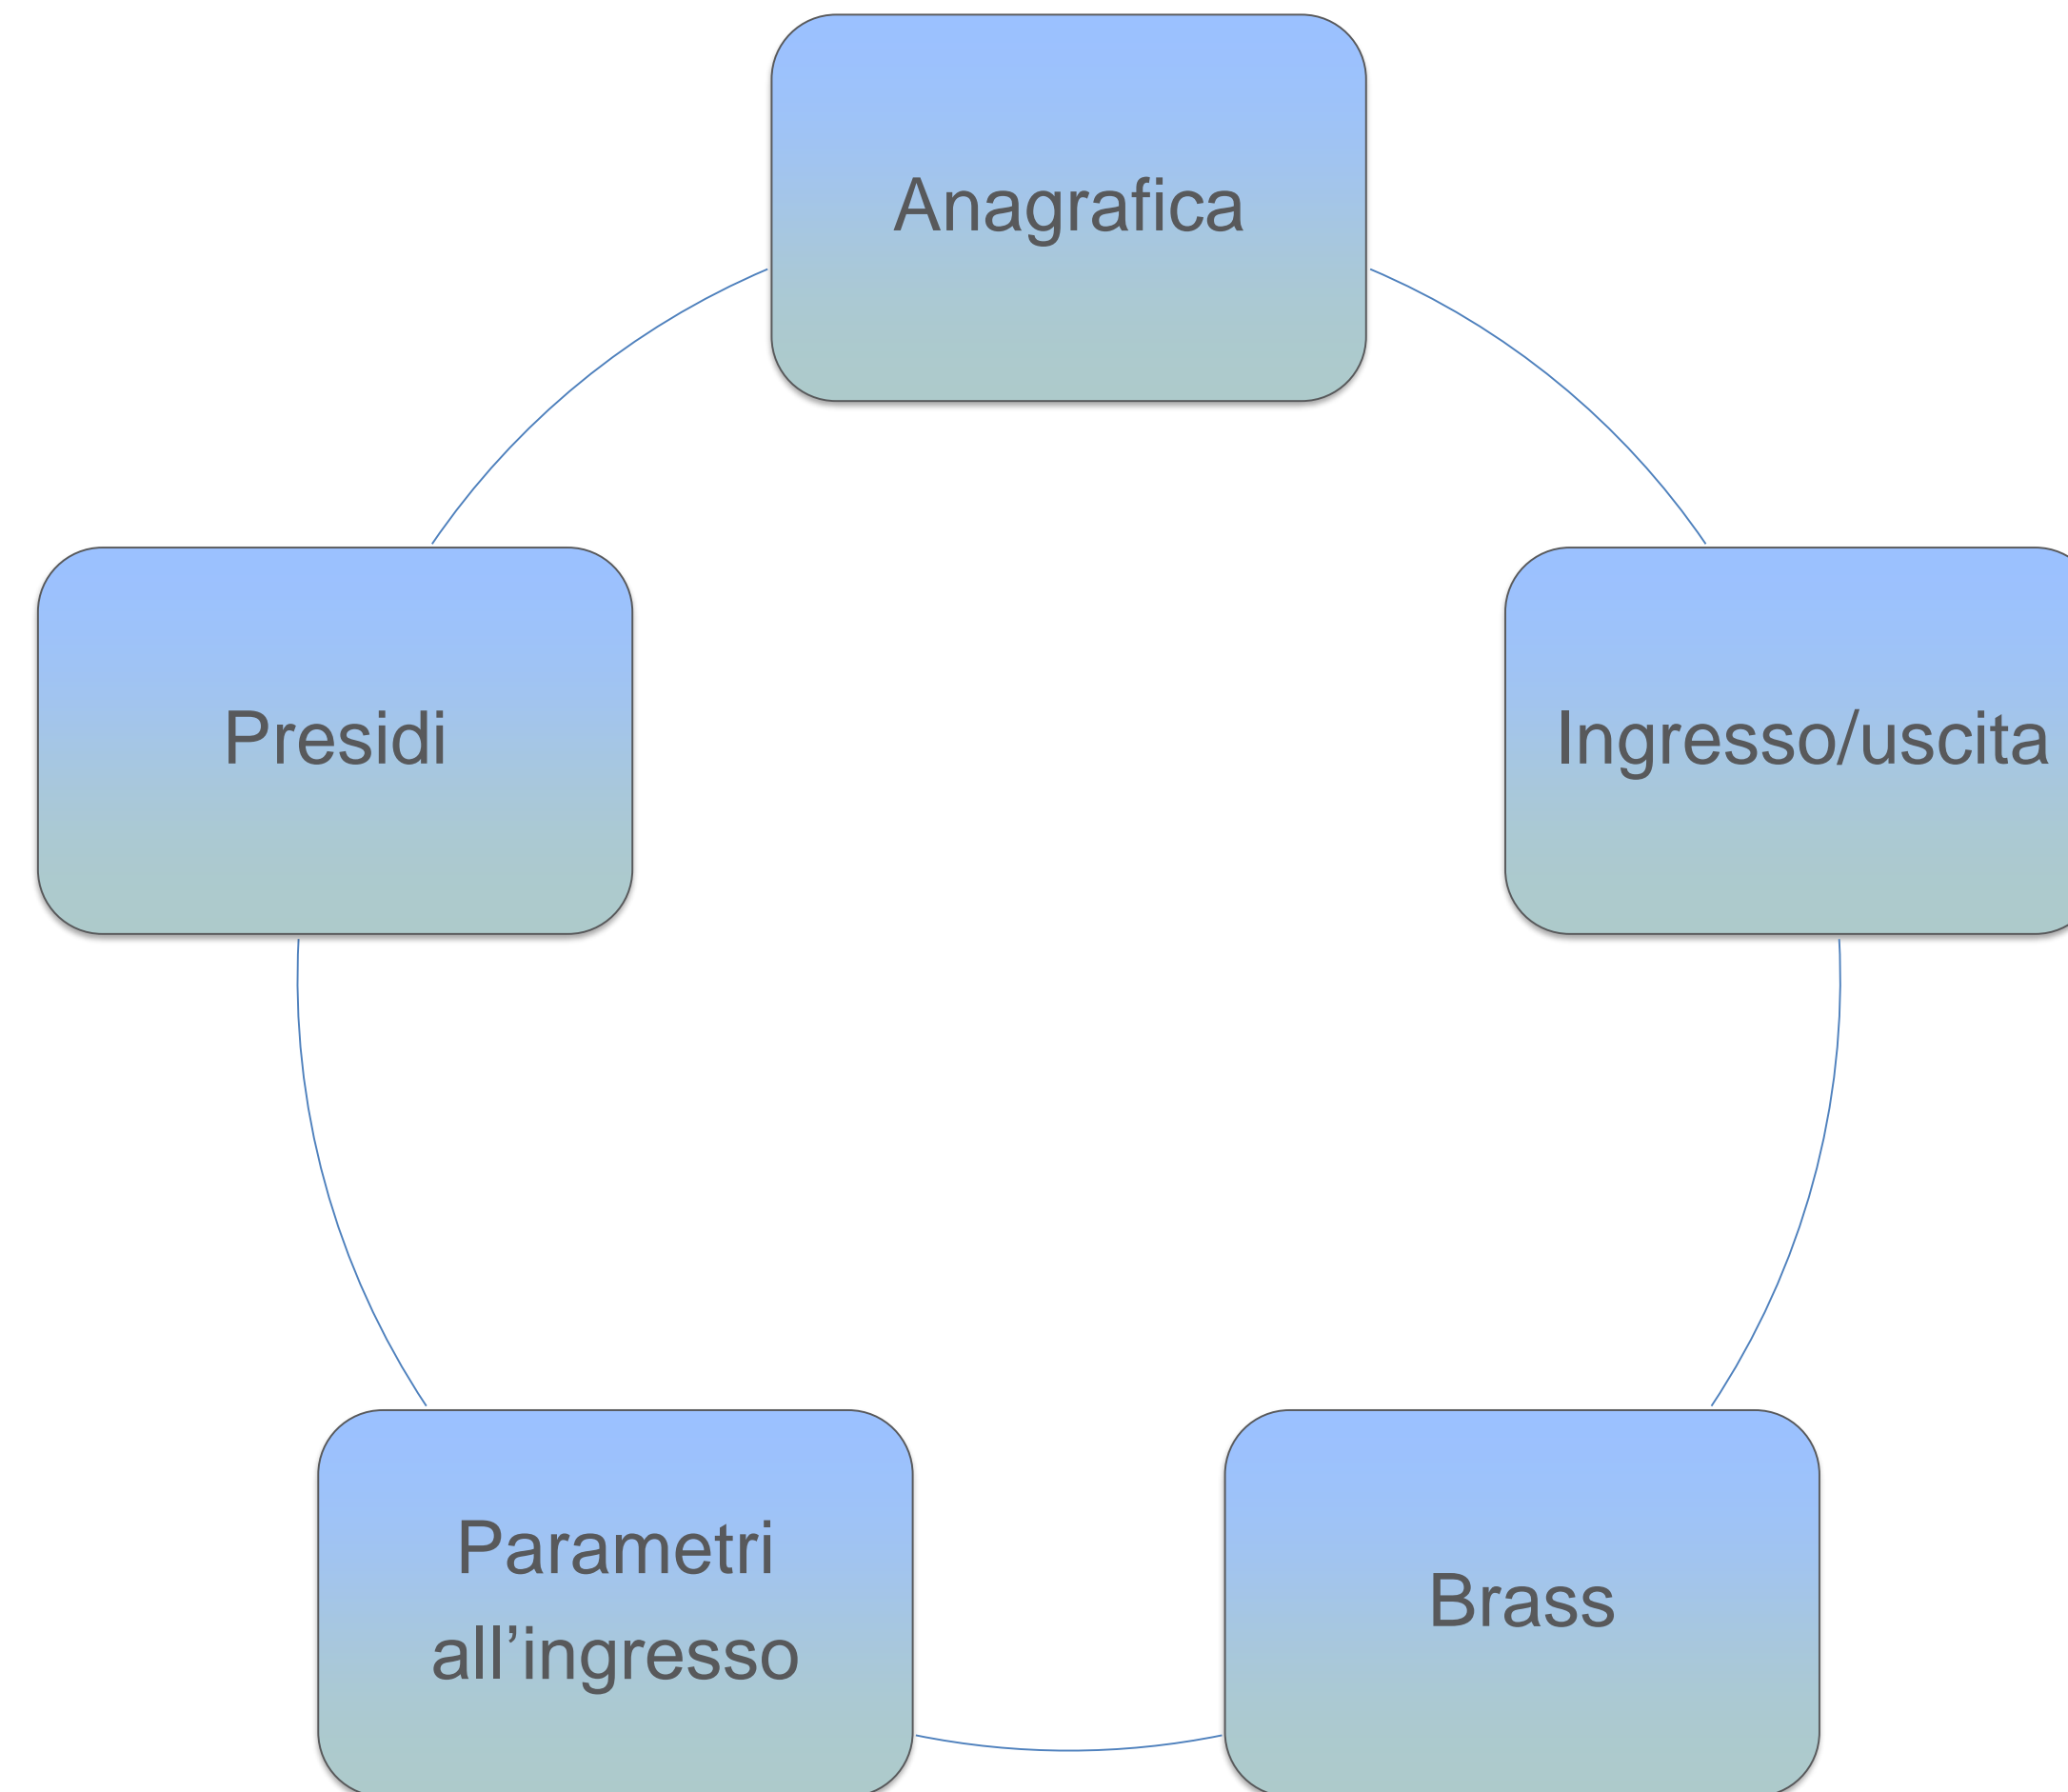 Anagrafica
Presidi
Ingresso/uscita
Parametri
all'ingresso
Brass